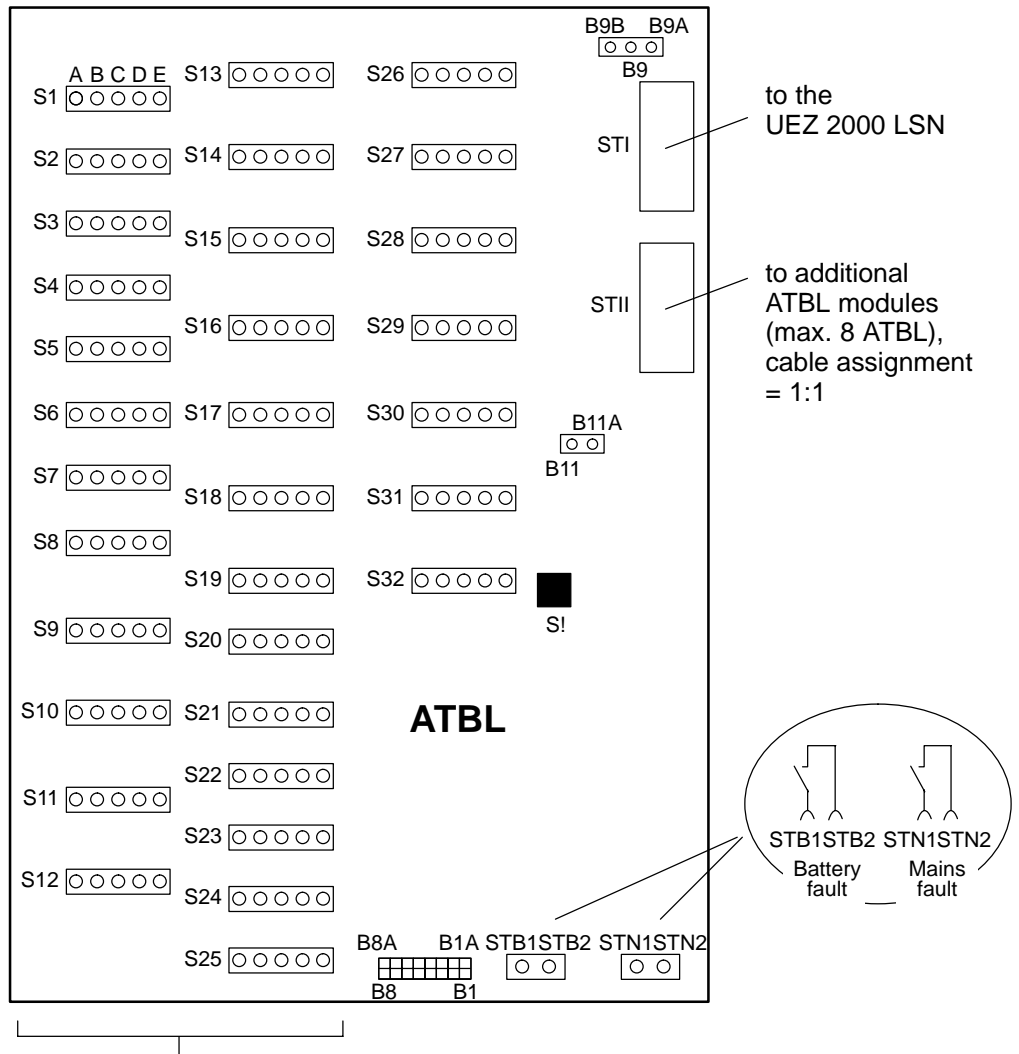 B9B B9A
B9
A B C D E
S1
S2
S3
S4
S5
S6
S7
S8
S9
S10
S11
S12
S13
S14
S15
S16
S17
S18
S19
S20
S21
S22
S23
S24
S25
S26
S27
S28
S29
S30
S31
S32
STI
to the
UEZ 2000 LSN
STII
to additional
ATBL modules
(max. 8 ATBL),
cable assignment
= 1:1
B11A
B11
S!
ATBL
STB1STB2 STN1STN2
Battery Mains
fault fault
B8A B1A STB1STB2 STN1STN2
B8 B1